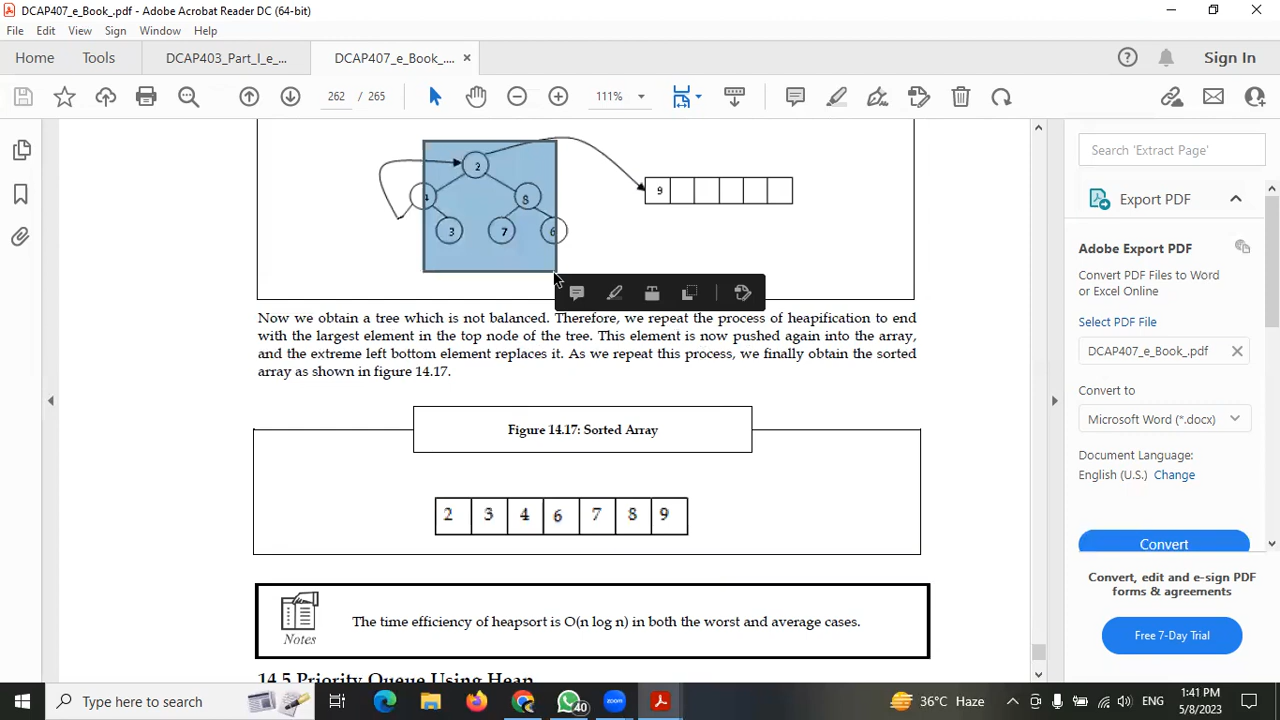 DCAP407_e_Book_.pdf - Adobe Acrobat Reader DC (64-bit)
File Edit View Sign Window Help
Home Tools DCAP403_Part_I_e_... DCAP407_e_Book_....
Sign In
262 / 265
111%
2
1
8
3
7
6
9
Now we obtain a tree which is not balanced. Therefore, we repeat the process of heapification to end
with the largest element in the top node of the tree. This element is now pushed again into the array,
and the extreme left bottom element replaces it. As we repeat this process, we finally obtain the sorted
array as shown in figure 14.17.
Figure 14.17: Sorted Array
2 3 4 6 7 8 9
Notes
The time efficiency of heapsort is O(n log n) in both the worst and average cases.
14.5 Priority Queue Using Heap
Search 'Extract Page'
Export PDF
Adobe Export PDF
Convert PDF Files to Word
or Excel Online
Select PDF File
DCAP407_e_Book_.pdf
Convert to
Microsoft Word (*.docx)
Document Language:
English (U.S.) Change
Convert
Convert, edit and e-sign PDF
forms & agreements
Free 7-Day Trial
Type here to search
40
zoom
36°C Haze
ENG
1:41 PM
5/8/2023